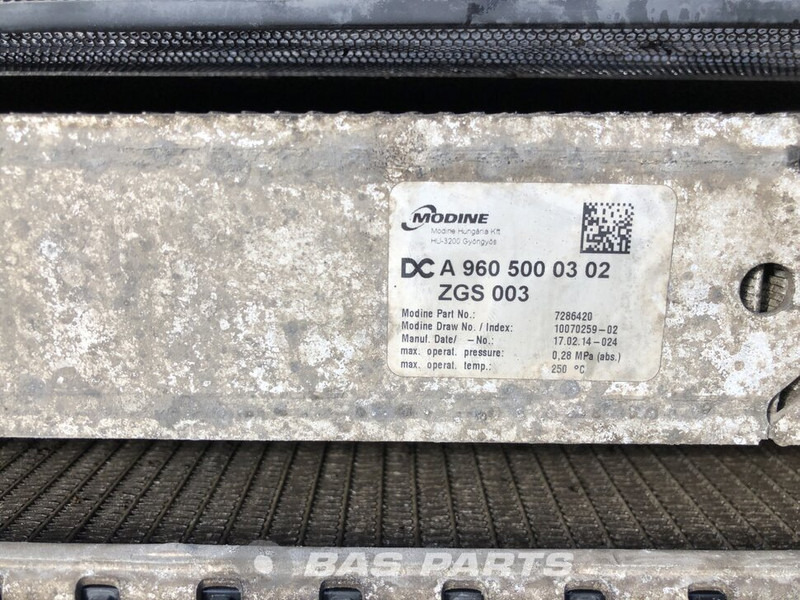 MODINE
Modine Hungária Kft
HU-3200 Gyöngyös
DC A 960 500 03 02
ZGS 003
Modine Part No.: 7286420
Modine Draw No. / Index: 10070259-02
Manuf. Date/ -No.: 17.02.14-024
max. operat. pressure: 0,28 MPa (abs.)
max. operat. temp.: 250 °C
BAS PARTS